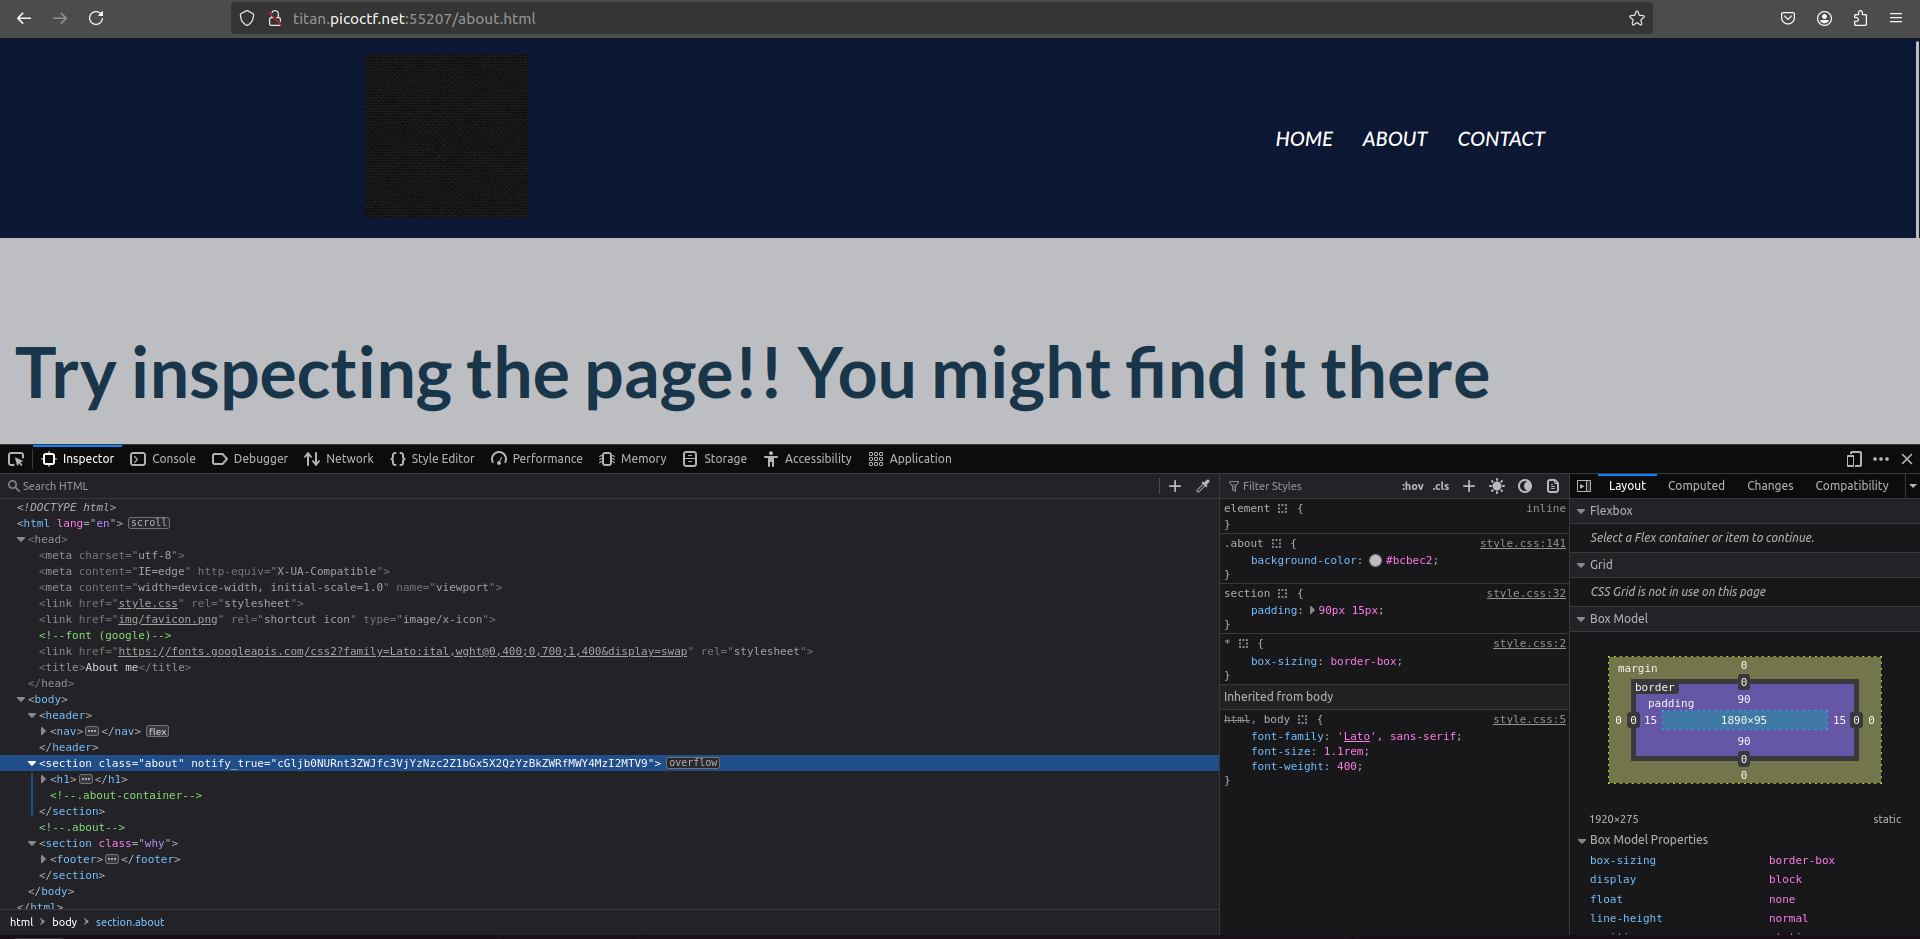 titan.picoctf.net:55207/about.html
HOME ABOUT CONTACT
Try inspecting the page!! You might find it there
Inspector Console Debugger Network Style Editor Performance Memory Storage Accessibility Application
Search HTML
<!DOCTYPE html>
<html lang="en"> scroll
<head>
<meta charset="utf-8">
<meta content="IE=edge" http-equiv="X-UA-Compatible">
<meta content="width=device-width, initial-scale=1.0" name="viewport">
<link href="style.css" rel="stylesheet">
<link href="img/favicon.png" rel="shortcut icon" type="image/x-icon">
<!--font (google)-->
<link href="https://fonts.googleapis.com/css2?family=Lato:ital,wght@0,400;0,700;1,400&display=swap" rel="stylesheet">
<title>About me</title>
</head>
<body>
<header>
<nav>⋯</nav> flex
</header>
<section class="about" notify_true="cGljb0NURnt3ZWJfc3VjYzNzc2Z1bGx5X2QzYzBkZWRfMWY4MzI2MTV9"> overflow
<h1>⋯</h1>
<!--.about-container-->
</section>
<!--.about-->
<section class="why">
<footer>⋯</footer>
</section>
</body>
</html>
html > body > section.about
Filter Styles :hov .cls +
element { inline
}
.about { style.css:141
background-color: #bcbec2;
}
section { style.css:32
padding: 90px 15px;
}
* { style.css:2
box-sizing: border-box;
}
Inherited from body
html, body { style.css:5
font-family: 'Lato', sans-serif;
font-size: 1.1rem;
font-weight: 400;
}
Layout Computed Changes Compatibility
Flexbox
Select a Flex container or item to continue.
Grid
CSS Grid is not in use on this page
Box Model
margin 0
border 0
padding 90
0 0 15 1890×95 15 0 0
90
0
0
1920×275 static
Box Model Properties
box-sizing border-box
display block
float none
line-height normal